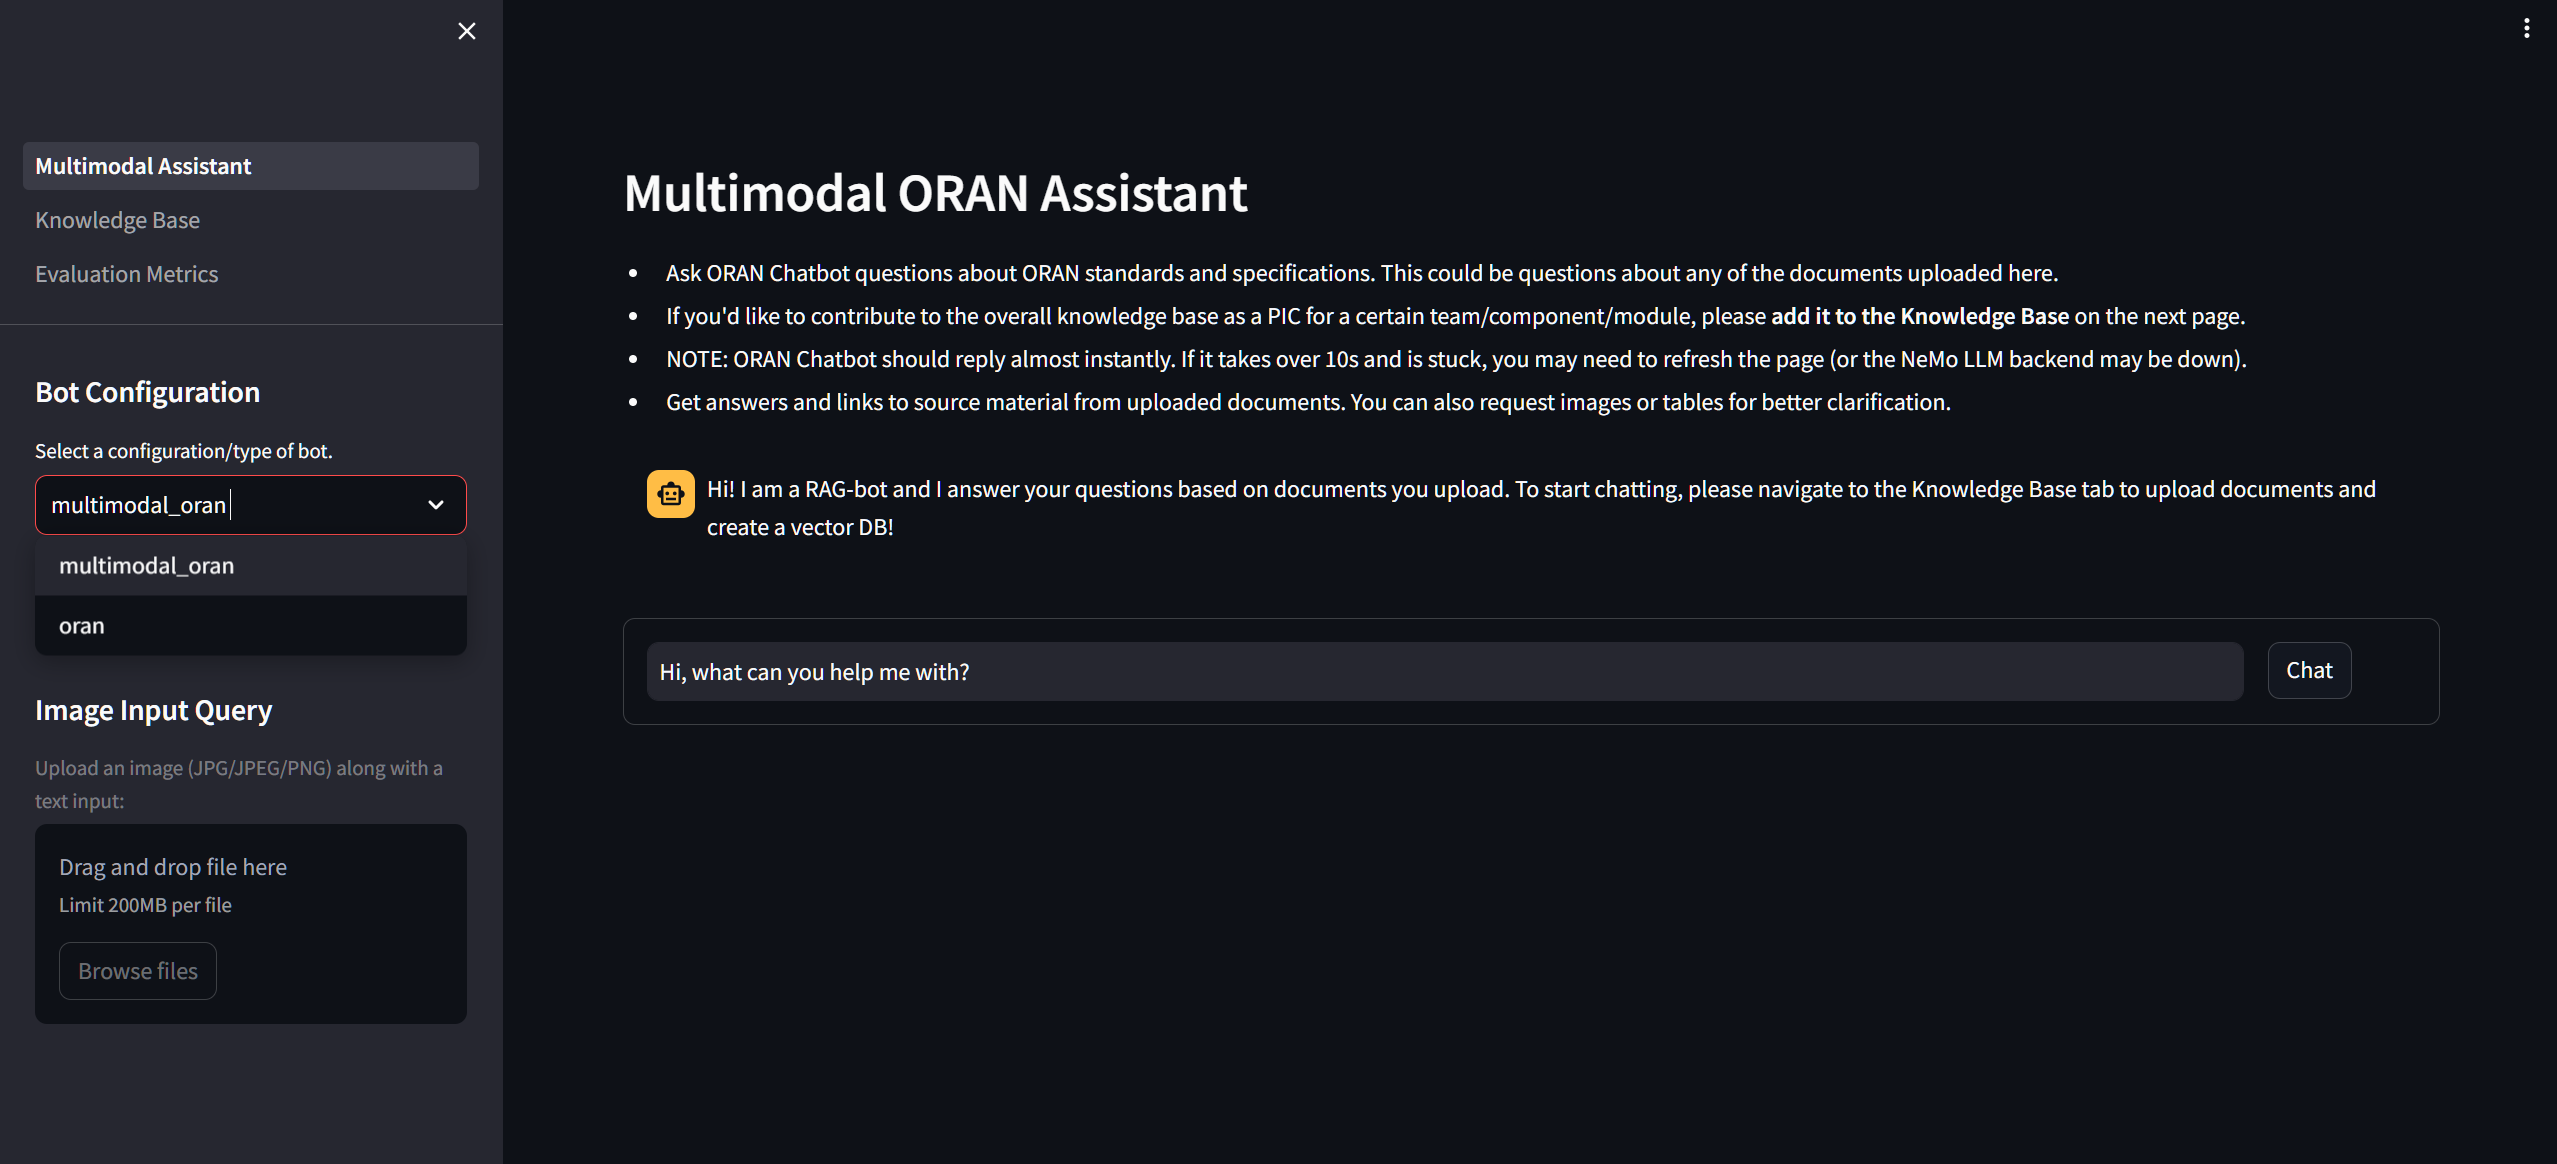 Multimodal Assistant
Knowledge Base
Evaluation Metrics
Bot Configuration
Select a configuration/type of bot.
multimodal_oran
multimodal_oran
oran
Image Input Query
Upload an image (JPG/JPEG/PNG) along with a
text input:
Drag and drop file here
Limit 200MB per file
Browse files
Multimodal ORAN Assistant
• Ask ORAN Chatbot questions about ORAN standards and specifications. This could be questions about any of the documents uploaded here.
• If you'd like to contribute to the overall knowledge base as a PIC for a certain team/component/module, please add it to the Knowledge Base on the next page.
• NOTE: ORAN Chatbot should reply almost instantly. If it takes over 10s and is stuck, you may need to refresh the page (or the NeMo LLM backend may be down).
• Get answers and links to source material from uploaded documents. You can also request images or tables for better clarification.
Hi! I am a RAG-bot and I answer your questions based on documents you upload. To start chatting, please navigate to the Knowledge Base tab to upload documents and
create a vector DB!
Hi, what can you help me with?
Chat